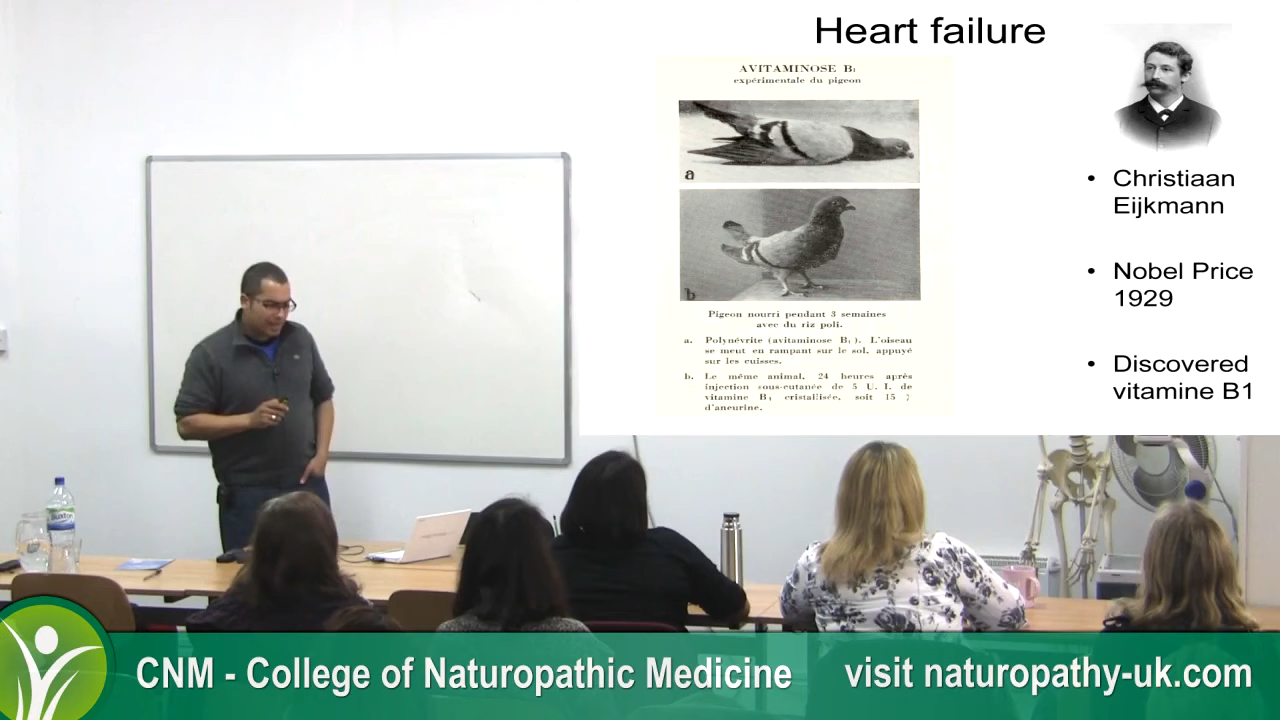 Heart failure
AVITAMINOSE B₁
expérimentale du pigeon
a
b
Pigeon nourri pendant 3 semaines
avec du riz poli.
a. Polynévrite (avitaminose B₁). L'oiseau
se meut en rampant sur le sol, appuyé
sur les cuisses.
b. Le même animal, 24 heures après
injection sous-cutanée de 5 U. I. de
vitamine B₁ cristallisée, soit 15 γ
d'aneurine.
• Christiaan
Eijkmann
• Nobel Price
1929
• Discovered
vitamine B1
Buxton
CNM - College of Naturopathic Medicine
visit naturopathy-uk.com